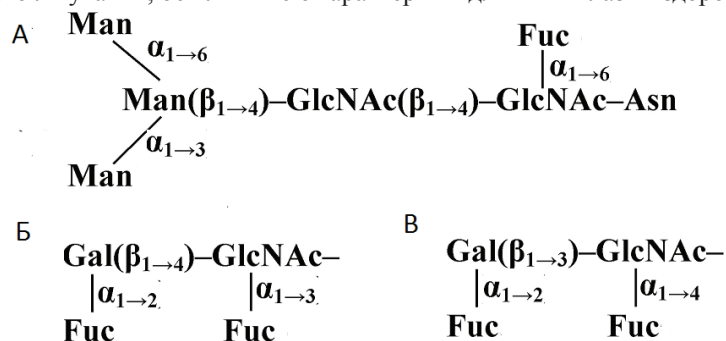 А
Man
α1→6
Fuc
α1→6
Man(β1→4)–GlcNAc(β1→4)–GlcNAc–Asn
α1→3
Man
Б
Gal(β1→4)–GlcNAc–
α1→2
α1→3
Fuc
Fuc
В
Gal(β1→3)–GlcNAc–
α1→2
α1→4
Fuc
Fuc